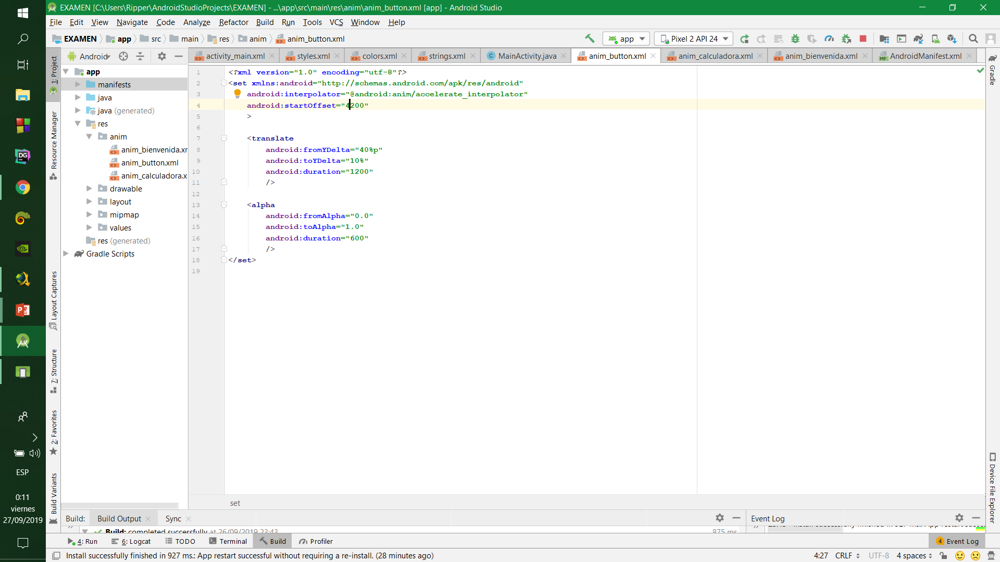 EXAMEN [C:\Users\Ripper\AndroidStudioProjects\EXAMEN] - ...\app\src\main\res\anim\anim_button.xml [app] - Android Studio
File Edit View Navigate Code Analyze Refactor Build Run Tools VCS Window Help
EXAMEN app src main res anim anim_button.xml app Pixel 2 API 24
Android activity_main.xml styles.xml colors.xml strings.xml MainActivity.java anim_button.xml anim_calculadora.xml anim_bienvenida.xml AndroidManifest.xml
1: Project
Resource Manager
Layout Captures
7: Structure
2: Favorites
Build Variants
app
manifests
java
java (generated)
res
anim
anim_bienvenida.xr
anim_button.xml
anim_calculadora.x
drawable
layout
mipmap
values
res (generated)
Gradle Scripts
1 <?xml version="1.0" encoding="utf-8"?>
2 <set xmlns:android="http://schemas.android.com/apk/res/android"
3 android:interpolator="@android:anim/accelerate_interpolator"
4 android:startOffset="4200"
5 >
6
7 <translate
8 android:fromYDelta="40%p"
9 android:toYDelta="10%"
10 android:duration="1200"
11 />
12
13 <alpha
14 android:fromAlpha="0.0"
15 android:toAlpha="1.0"
16 android:duration="600"
17 />
18 </set>
19
set
Gradle
Device File Explorer
ESP
0:11
viernes
27/09/2019
Build: Build Output Sync
Event Log
Build: completed successfully at 26/09/2019 23:43 875 ms
4: Run 6: Logcat TODO Terminal Build Profiler 4 Event Log
Install successfully finished in 927 ms.: App restart successful without requiring a re-install. (28 minutes ago) 4:27 CRLF UTF-8 4 spaces